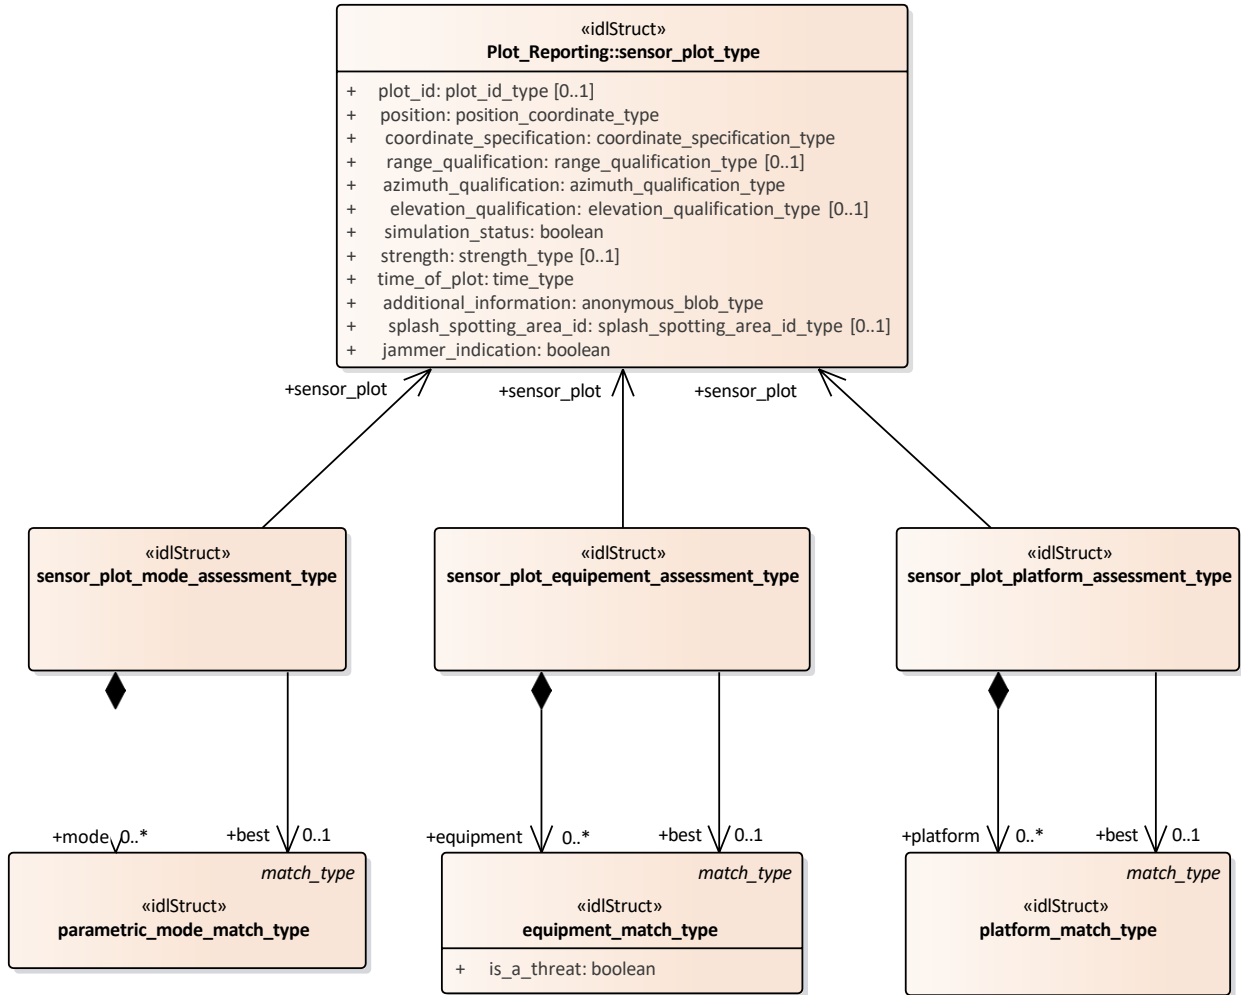 «idlStruct»
Plot_Reporting::sensor_plot_type
+ plot_id: plot_id_type [0..1]
+ position: position_coordinate_type
+ coordinate_specification: coordinate_specification_type
+ range_qualification: range_qualification_type [0..1]
+ azimuth_qualification: azimuth_qualification_type
+ elevation_qualification: elevation_qualification_type [0..1]
+ simulation_status: boolean
+ strength: strength_type [0..1]
+ time_of_plot: time_type
+ additional_information: anonymous_blob_type
+ splash_spotting_area_id: splash_spotting_area_id_type [0..1]
+ jammer_indication: boolean
+sensor_plot +sensor_plot +sensor_plot
«idlStruct»
sensor_plot_mode_assessment_type
«idlStruct»
sensor_plot_equipement_assessment_type
«idlStruct»
sensor_plot_platform_assessment_type
+mode 0..* +best 0..1
+equipment 0..* +best 0..1
+platform 0..* +best 0..1
match_type
«idlStruct»
parametric_mode_match_type
match_type
«idlStruct»
equipment_match_type
+ is_a_threat: boolean
match_type
«idlStruct»
platform_match_type